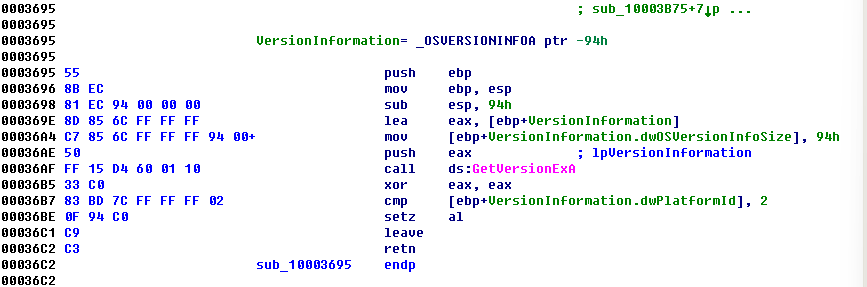 0003695 ; sub_10003B75+7↓p ...
0003695
0003695 VersionInformation= _OSVERSIONINFOA ptr -94h
0003695
0003695 55 push ebp
0003696 8B EC mov ebp, esp
0003698 81 EC 94 00 00 00 sub esp, 94h
000369E 8D 85 6C FF FF FF lea eax, [ebp+VersionInformation]
00036A4 C7 85 6C FF FF FF 94 00+ mov [ebp+VersionInformation.dwOSVersionInfoSize], 94h
00036AE 50 push eax ; lpVersionInformation
00036AF FF 15 D4 60 01 10 call ds:GetVersionExA
00036B5 33 C0 xor eax, eax
00036B7 83 BD 7C FF FF FF 02 cmp [ebp+VersionInformation.dwPlatformId], 2
00036BE 0F 94 C0 setz al
00036C1 C9 leave
00036C2 C3 retn
00036C2 sub_10003695 endp
00036C2